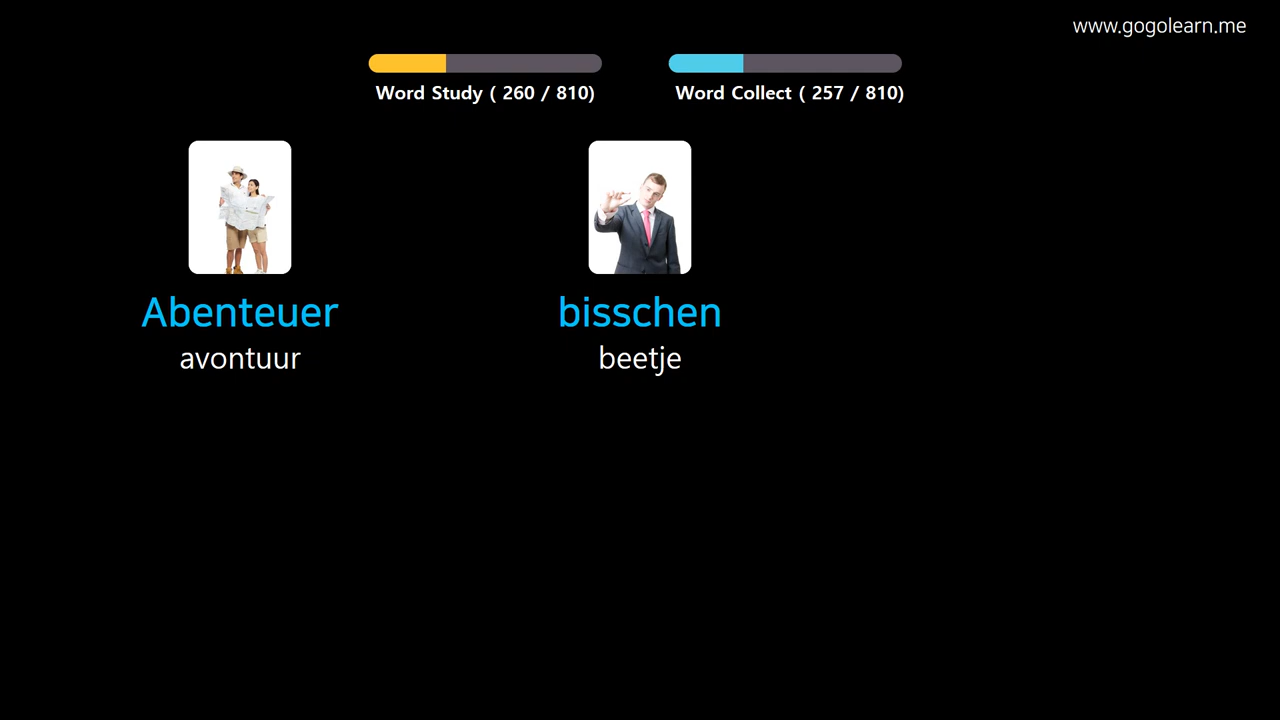 www.gogolearn.me
Word Study ( 260 / 810)
Word Collect ( 257 / 810)
Abenteuer
avontuur
bisschen
beetje